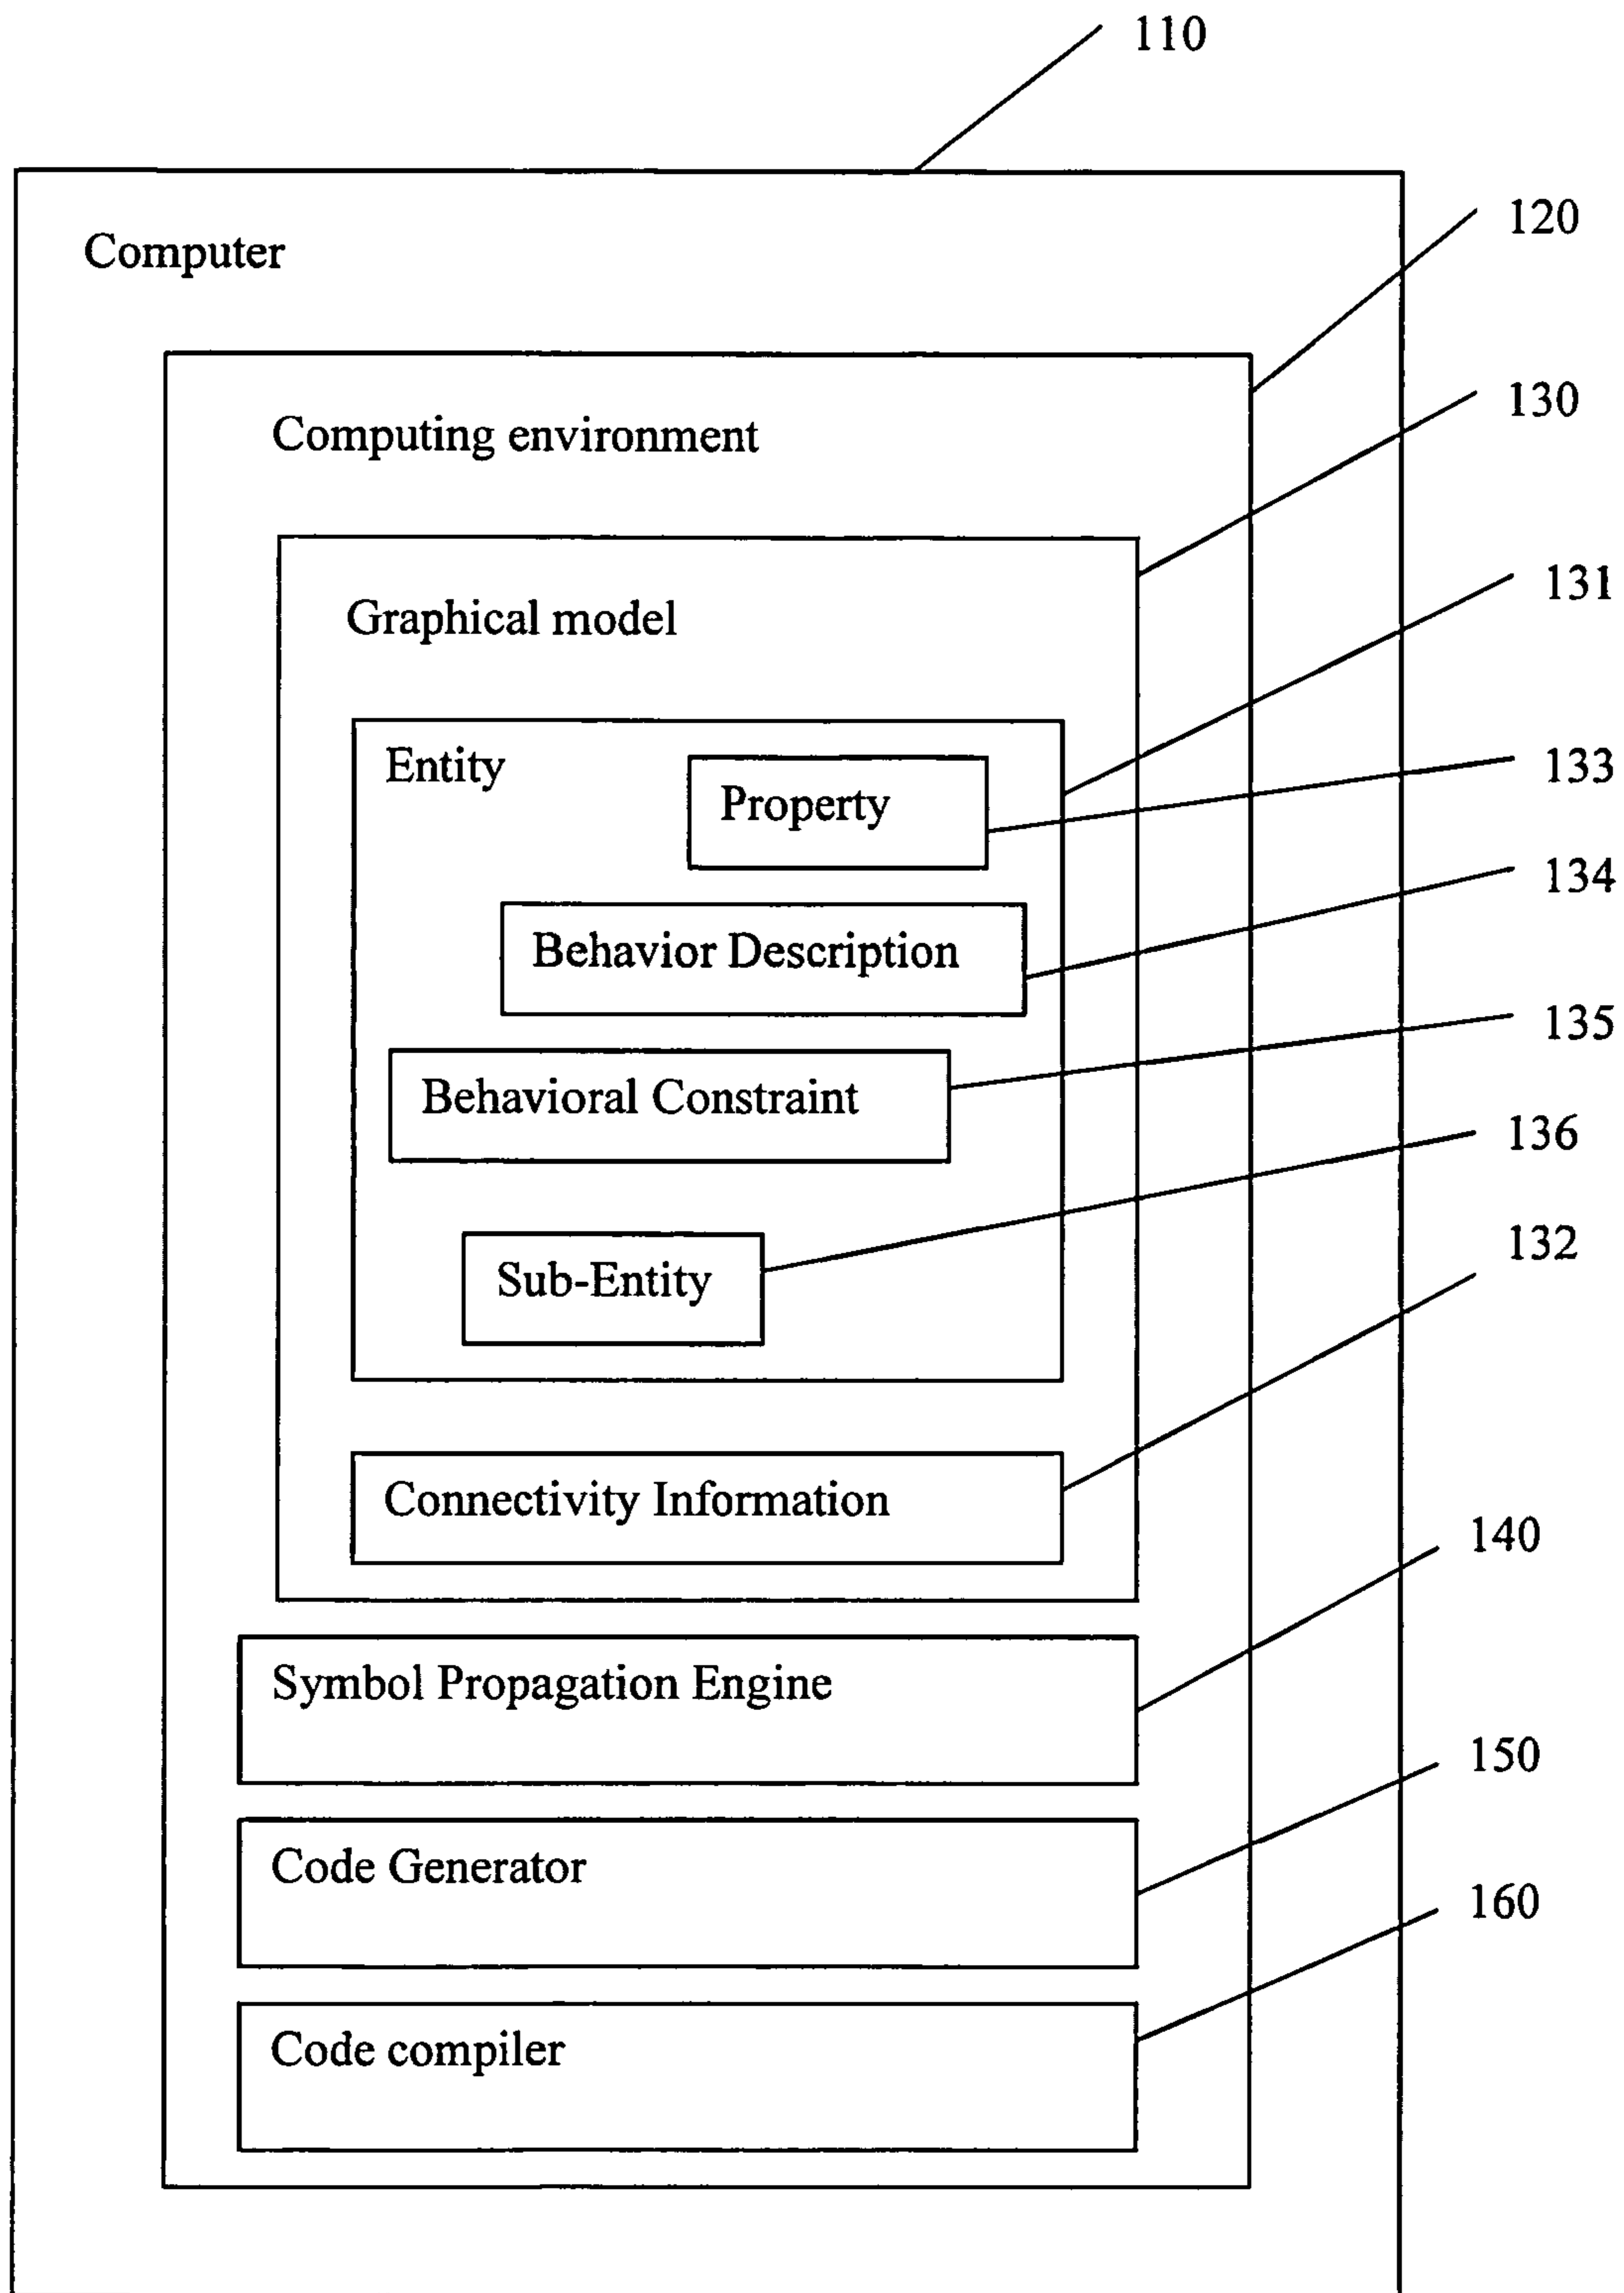 110
Computer
120
130
Computing environment
131
Graphical model
133
Entity
Property
134
Behavior Description
135
Behavioral Constraint
136
132
Sub-Entity
Connectivity Information
140
Symbol Propagation Engine
150
Code Generator
160
Code compiler